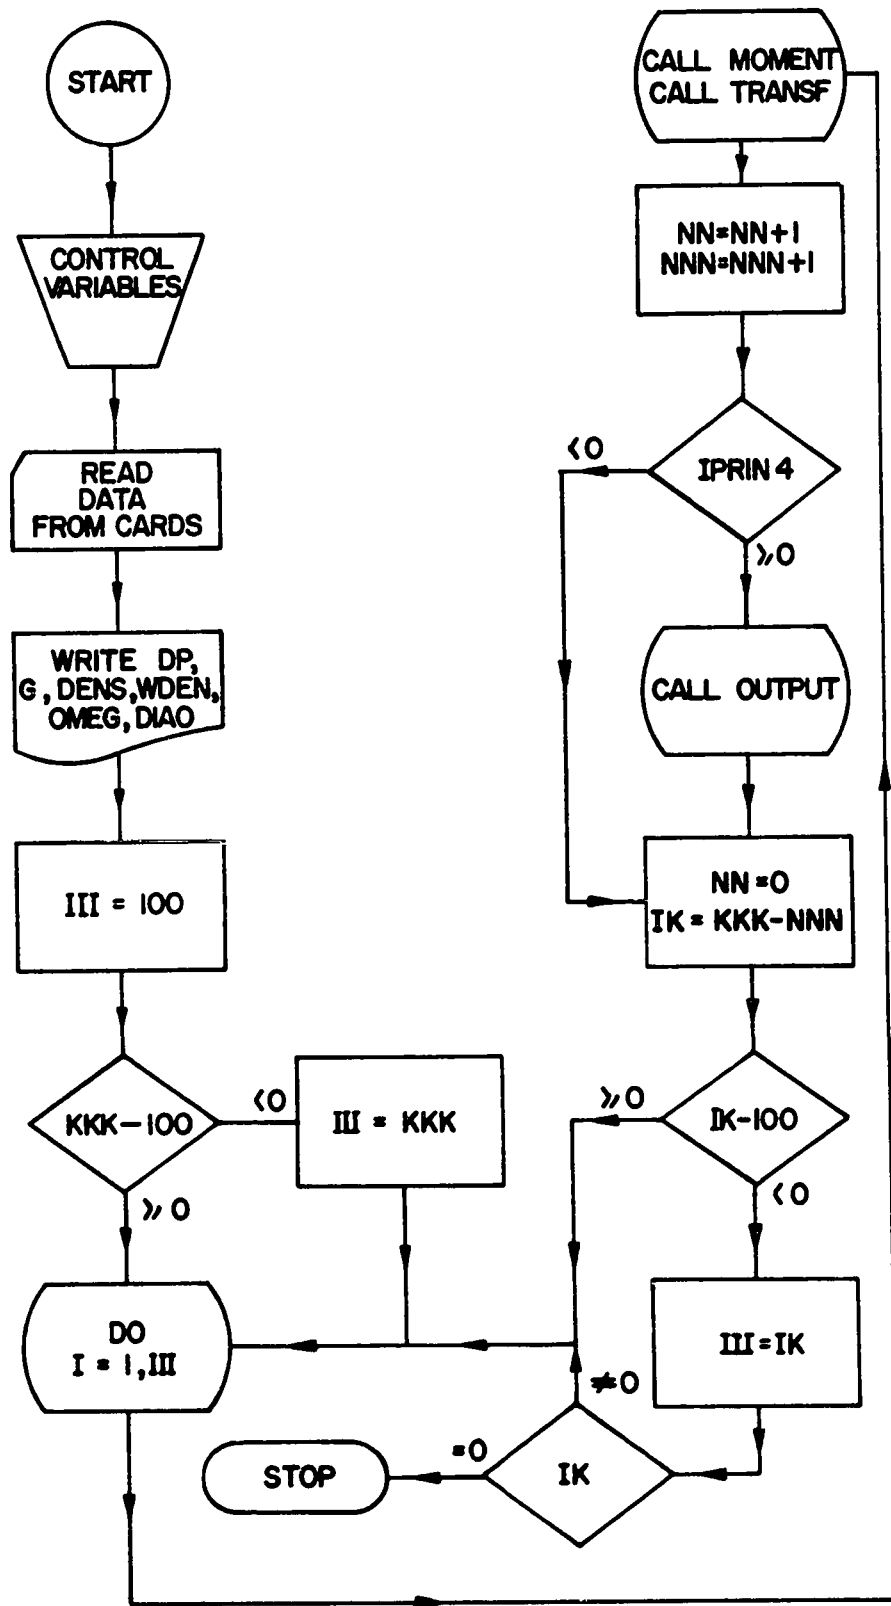 START
CONTROL
VARIABLES
READ
DATA
FROM CARDS
WRITE DP,
G, DENS, WDEN,
OMEG, DIAO
III = 100
KKK-100
<0
III = KKK
⩾0
DO
I = 1, III
CALL MOMENT
CALL TRANSF
NN=NN+1
NNN=NNN+1
IPRIN 4
<0
⩾0
CALL OUTPUT
NN=0
IK=KKK-NNN
IK-100
⩾0
<0
III=IK
IK
≠0
=0
STOP